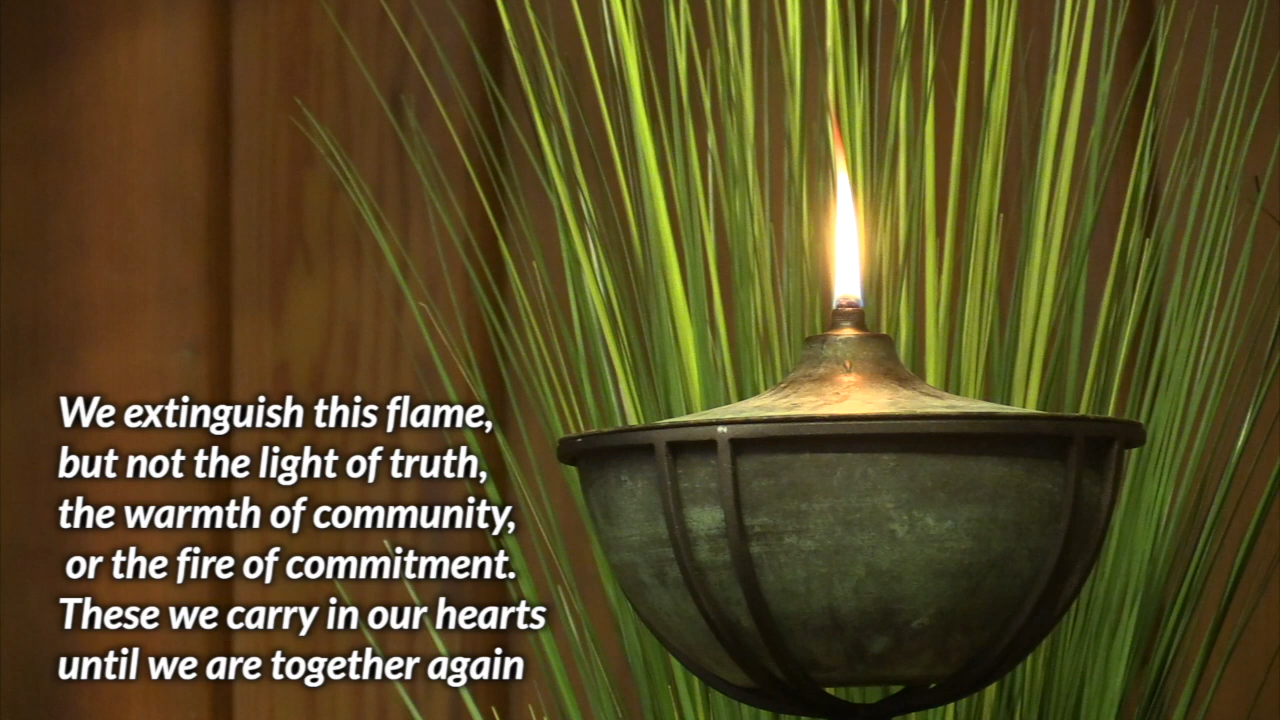 We extinguish this flame,
but not the light of truth,
the warmth of community,
or the fire of commitment.
These we carry in our hearts
until we are together again